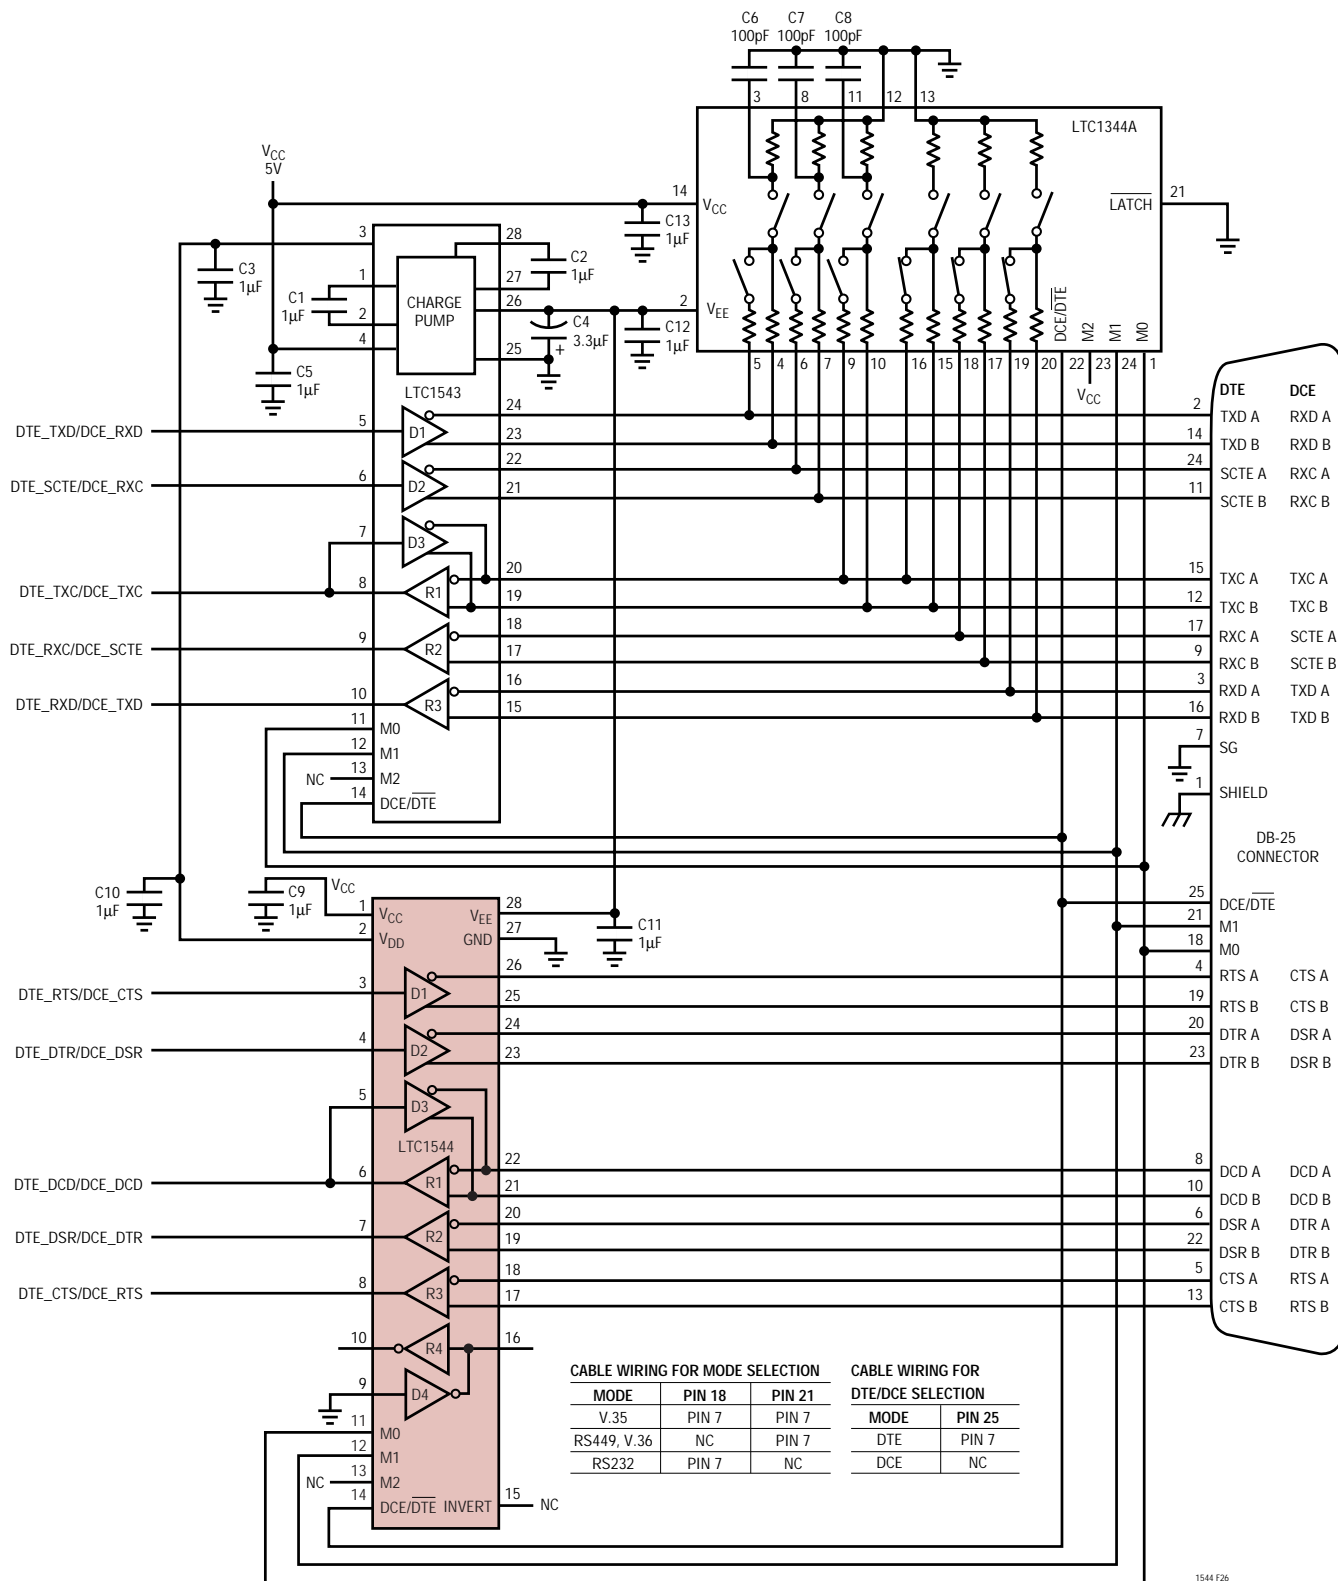 C6 C7 C8
100pF 100pF 100pF
3 8 11 12 13
LTC1344A
VCC
5V
14
VCC
LATCH
21
C13
1µF
3
28
C2
1µF
C3
1µF
1
27
C1
1µF
CHARGE
PUMP
26
2
VEE
2
C4
3.3µF
+
C12
1µF
DCE/DTE
M2
M1
M0
4
25
C5
1µF
5 4 6 7 9 10 16 15 18 17 19 20 22 23 24 1
VCC
LTC1543
DTE DCE
24
2
TXD A RXD A
DTE_TXD/DCE_RXD
5
D1
23
14
TXD B RXD B
22
24
SCTE A RXC A
DTE_SCTE/DCE_RXC
6
D2
21
11
SCTE B RXC B
7
D3
20
15
TXC A TXC A
DTE_TXC/DCE_TXC
8
R1
19
12
TXC B TXC B
18
17
RXC A SCTE A
DTE_RXC/DCE_SCTE
9
R2
17
9
RXC B SCTE B
16
3
RXD A TXD A
DTE_RXD/DCE_TXD
10
R3
15
16
RXD B TXD B
11
M0
12
M1
7
SG
NC
13
M2
14
DCE/DTE
1
SHIELD
DB-25
CONNECTOR
C10
1µF
C9
1µF
VCC
1
VCC
VEE
28
25
DCE/DTE
2
VDD
GND
27
C11
1µF
21
M1
18
M0
26
4
RTS A CTS A
DTE_RTS/DCE_CTS
3
D1
25
19
RTS B CTS B
24
20
DTR A DSR A
DTE_DTR/DCE_DSR
4
D2
23
23
DTR B DSR B
5
D3
LTC1544
22
8
DCD A DCD A
DTE_DCD/DCE_DCD
6
R1
21
10
DCD B DCD B
20
6
DSR A DTR A
DTE_DSR/DCE_DTR
7
R2
19
22
DSR B DTR B
18
5
CTS A RTS A
DTE_CTS/DCE_RTS
8
R3
17
13
CTS B RTS B
10
R4
16
9
D4
11
M0
12
M1
NC
13
M2
14
DCE/DTE
INVERT
15
NC
CABLE WIRING FOR MODE SELECTION
MODE PIN 18 PIN 21
V.35 PIN 7 PIN 7
RS449, V.36 NC PIN 7
RS232 PIN 7 NC
CABLE WIRING FOR
DTE/DCE SELECTION
MODE PIN 25
DTE PIN 7
DCE NC
1544 F26